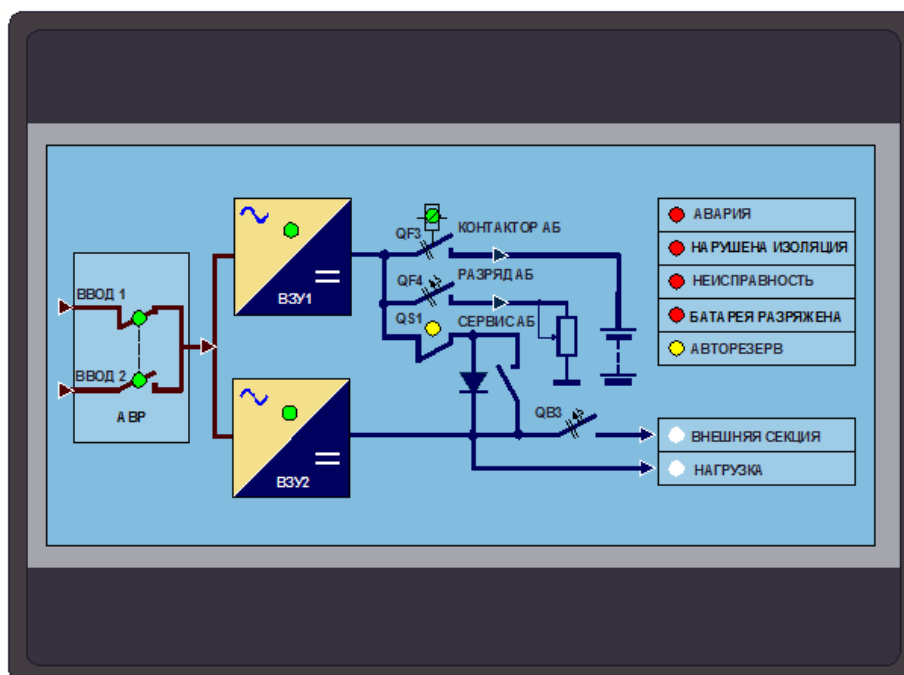 ВВОД 1
ВВОД 2
АВР
ВЗУ1
ВЗУ2
QF3
КОНТАКТОР АБ
QF4
РАЗРЯД АБ
QS1
СЕРВИС АБ
QB3
АВАРИЯ
НАРУШЕНА ИЗОЛЯЦИЯ
НЕИСПРАВНОСТЬ
БАТАРЕЯ РАЗРЯЖЕНА
АВТОРЕЗЕРВ
ВНЕШНЯЯ СЕКЦИЯ
НАГРУЗКА